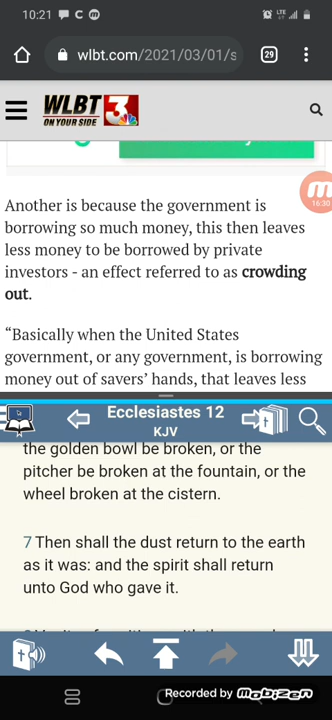 10:21
LTE
wlbt.com/2021/03/01/s
29
WLBT 3
ON YOUR SIDE
Another is because the government is
borrowing so much money, this then leaves
less money to be borrowed by private
investors - an effect referred to as crowding
out.
16:30
“Basically when the United States
government, or any government, is borrowing
money out of savers’ hands, that leaves less
Ecclesiastes 12
KJV
the golden bowl be broken, or the
pitcher be broken at the fountain, or the
wheel broken at the cistern.
7 Then shall the dust return to the earth
as it was: and the spirit shall return
unto God who gave it.
Recorded by mobizen